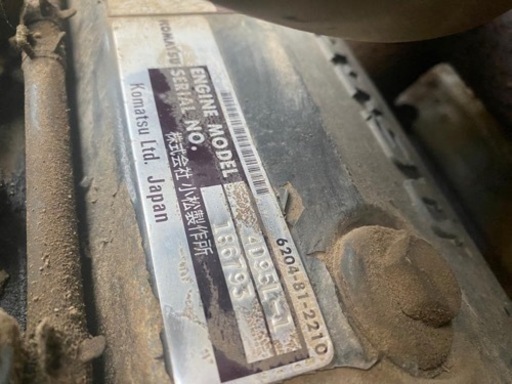 ENGINE MODEL 4D95L-1
KOMATSU SERIAL NO. 186793
株式会社 小松製作所
Komatsu Ltd. Japan
6204-81-2210